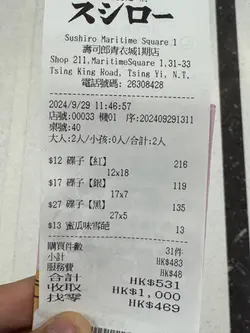 スシロー
Sushiro Maritime Square 1
壽司郎青衣城1期店
Shop 211,MaritimeSquare 1,31-33
Tsing King Road, Tsing Yi, N.T.
電話號碼: 26308428
2024/9/29 11:46:57
店號:00033 機01 序:202409291311
桌號:40
大人:2人/小孩:0人/合計:2人
$12 碟子【紅】 216
12x18
$17 碟子【銀】 119
17x7
$27 碟子【黑】 135
27x5
$13 蜜瓜味雪葩 13
購買件數 31件
小計 HK$483
服務費 HK$48
合計 HK$531
收取 HK$1,000
找零 HK$469